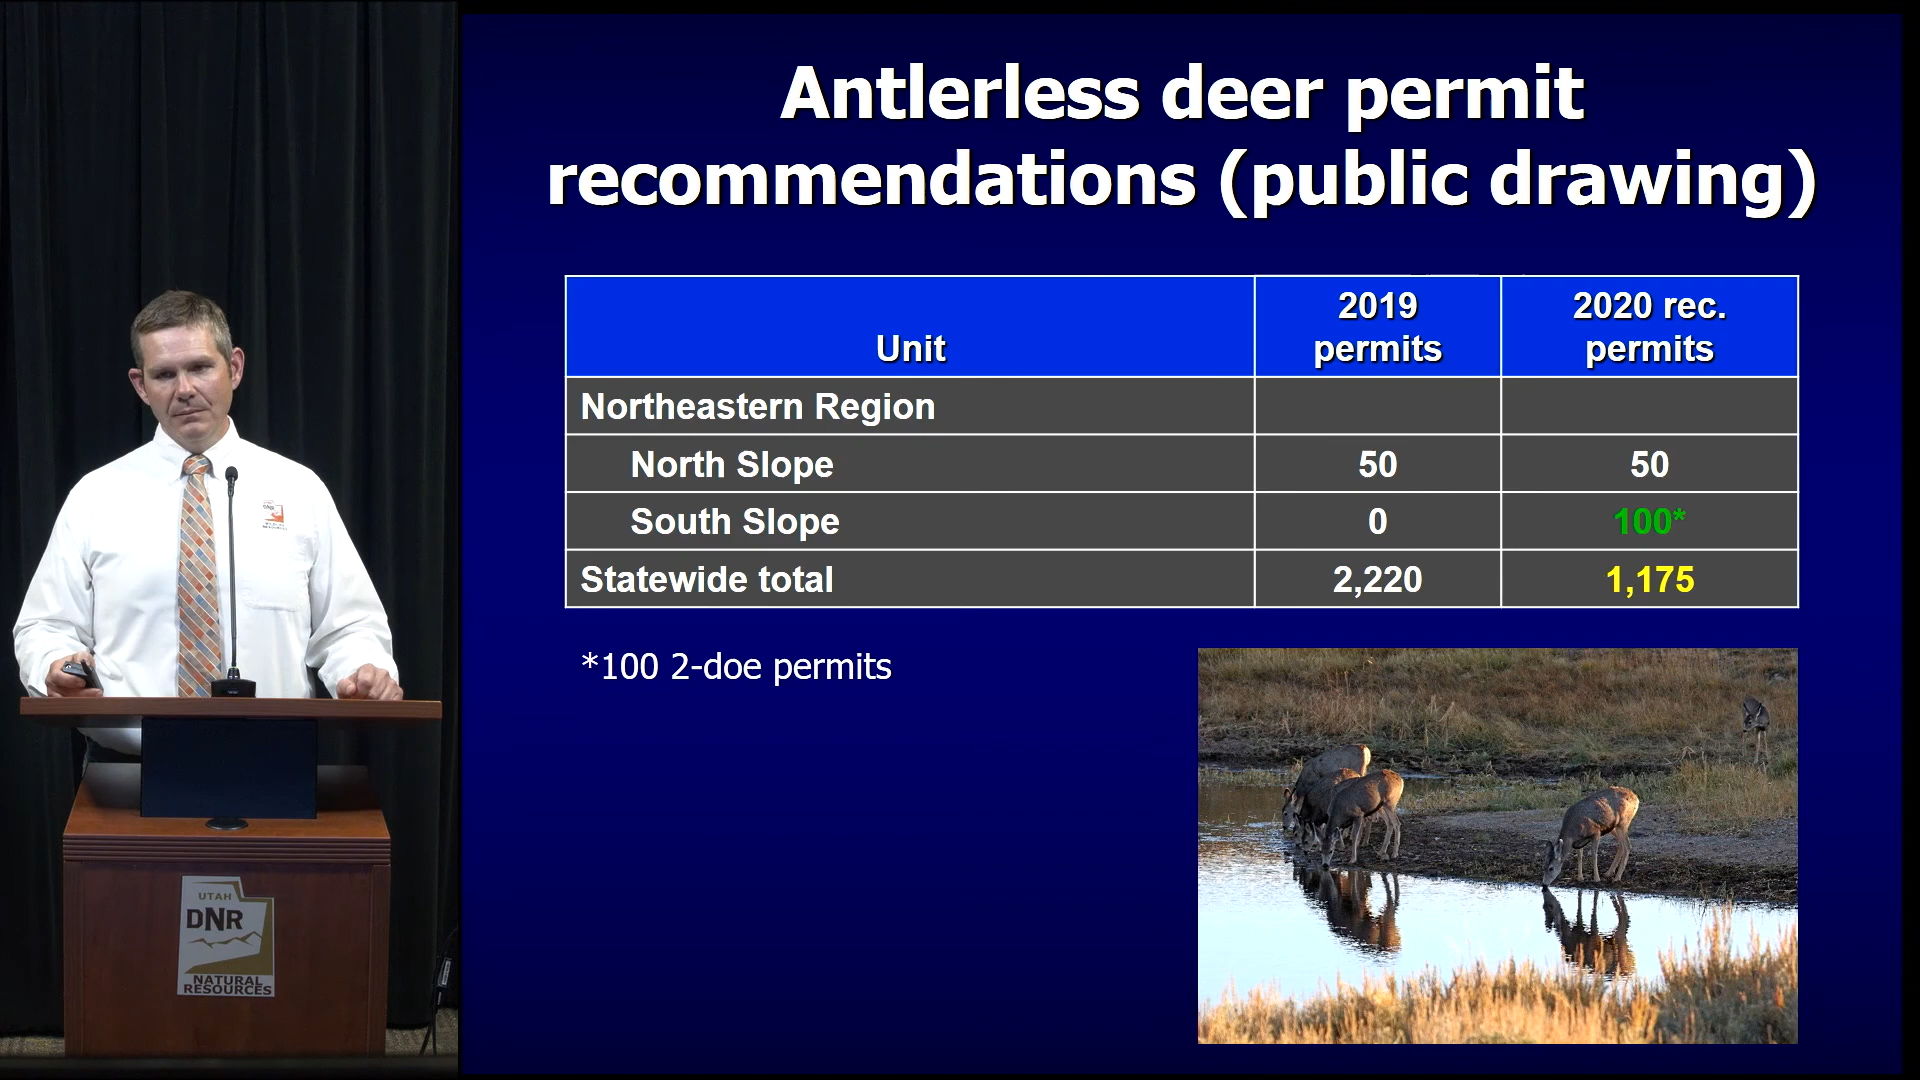 Antlerless deer permit
recommendations (public drawing)
Unit
2019
permits
2020 rec.
permits
Northeastern Region
North Slope
50
50
South Slope
0
100*
Statewide total
2,220
1,175
*100 2-doe permits
DNR
UTAH
DNR
NATURAL
RESOURCES